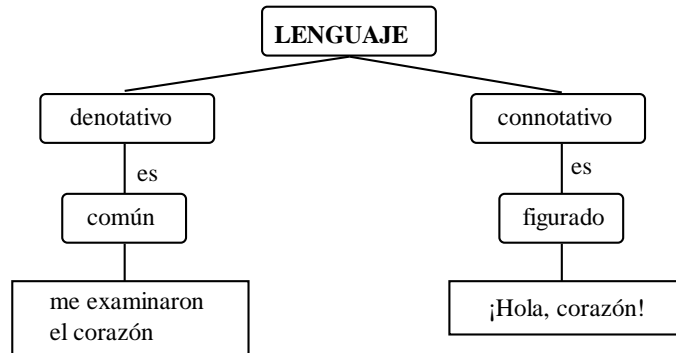 LENGUAJE
denotativo
connotativo
es
es
común
figurado
me examinaron
el corazón
¡Hola, corazón!